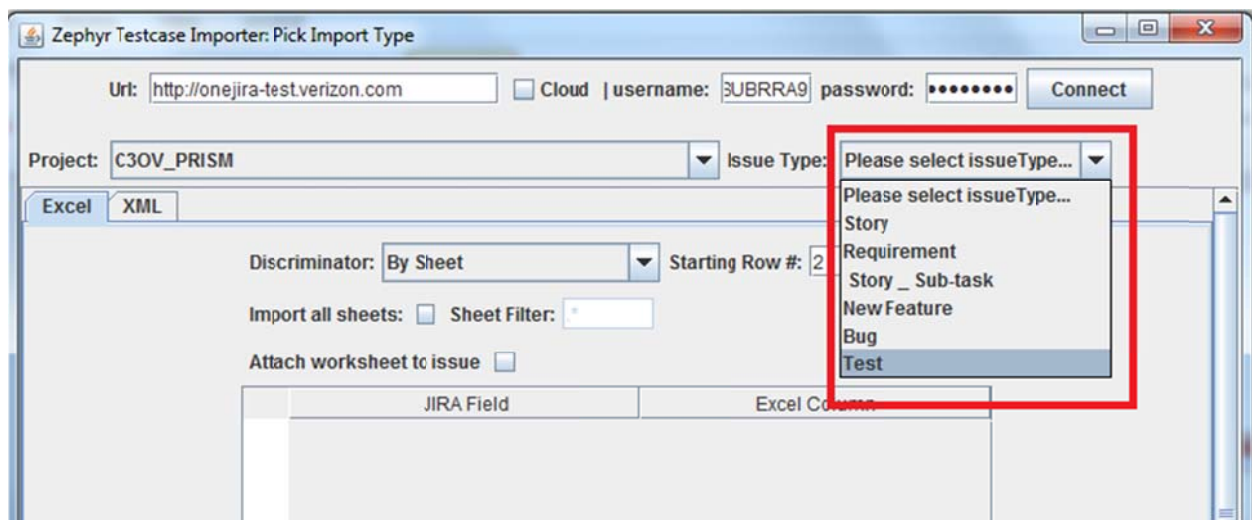 Zephyr Testcase Importer: Pick Import Type
Url: http://onejira-test.verizon.com Cloud | username: SUBRRA9 password: •••••••• Connect
Project: C3OV_PRISM Issue Type: Please select issueType...
Excel XML
Please select issueType...
Story
Discriminator: By Sheet Starting Row #: 2
Requirement
Story _ Sub-task
Import all sheets: Sheet Filter: .*
New Feature
Bug
Attach worksheet to issue
Test
JIRA Field Excel Column